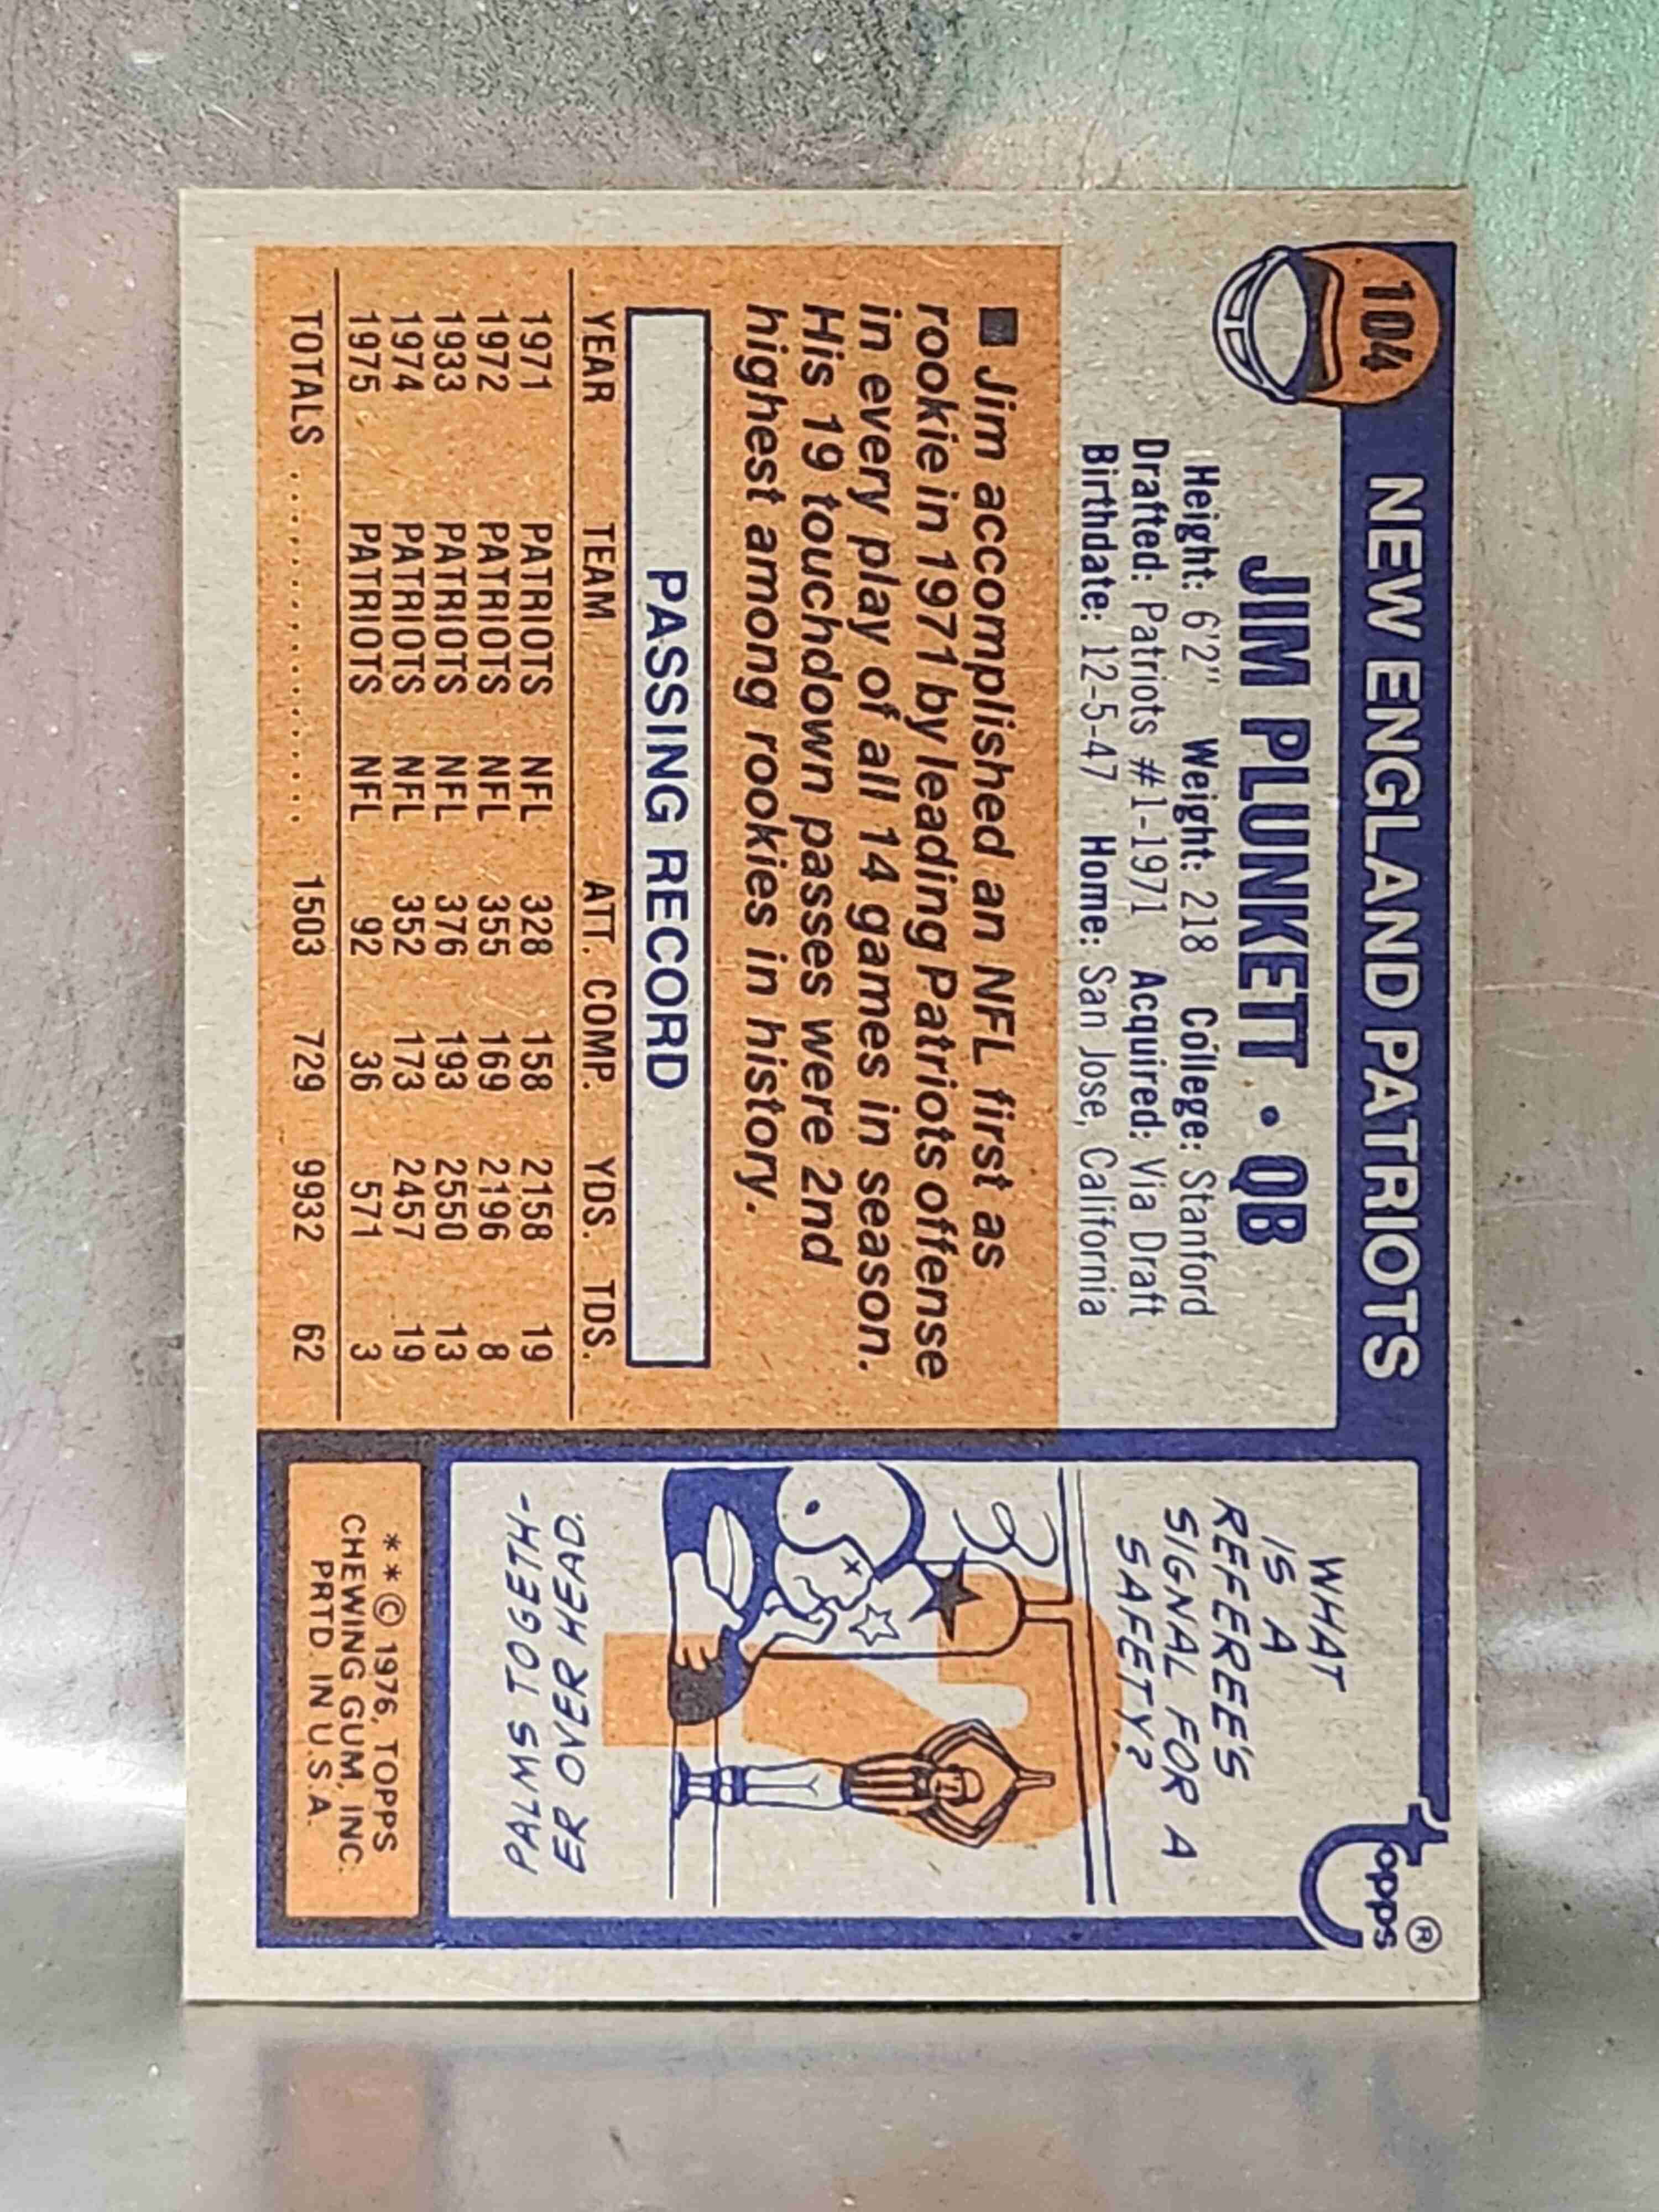 104
NEW ENGLAND PATRIOTS
JIM PLUNKETT • QB
Height: 6'2" Weight: 218 College: Stanford
Drafted: Patriots #1-1971 Acquired: Via Draft
Birthdate: 12-5-47 Home: San Jose, California
■ Jim accomplished an NFL first as
rookie in 1971 by leading Patriots offense
in every play of all 14 games in season.
His 19 touchdown passes were 2nd
highest among rookies in history.
PASSING RECORD
YEAR TEAM ATT. COMP. YDS. TDS.
1971 PATRIOTS NFL 328 158 2158 19
1972 PATRIOTS NFL 355 169 2196 8
1933 PATRIOTS NFL 376 193 2550 13
1974 PATRIOTS NFL 352 173 2457 19
1975 PATRIOTS NFL 92 36 571 3
TOTALS .................... 1503 729 9932 62
topps ®
WHAT
IS A
REFEREE'S
SIGNAL FOR A
SAFETY?
PALMS TOGETH-
ER OVER HEAD.
**© 1976, TOPPS
CHEWING GUM, INC.
PRTD. IN U.S.A.